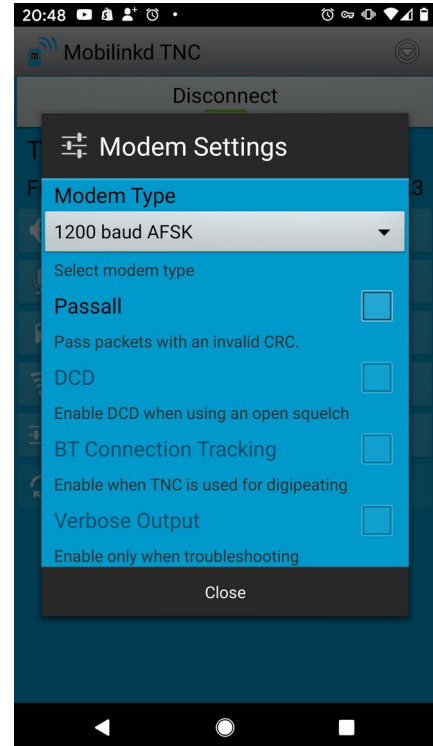 20:48
Mobilinkd TNC
Disconnect
Modem Settings
Modem Type
1200 baud AFSK
Select modem type
Passall
Pass packets with an invalid CRC.
DCD
Enable DCD when using an open squelch
BT Connection Tracking
Enable when TNC is used for digipeating
Verbose Output
Enable only when troubleshooting
Close